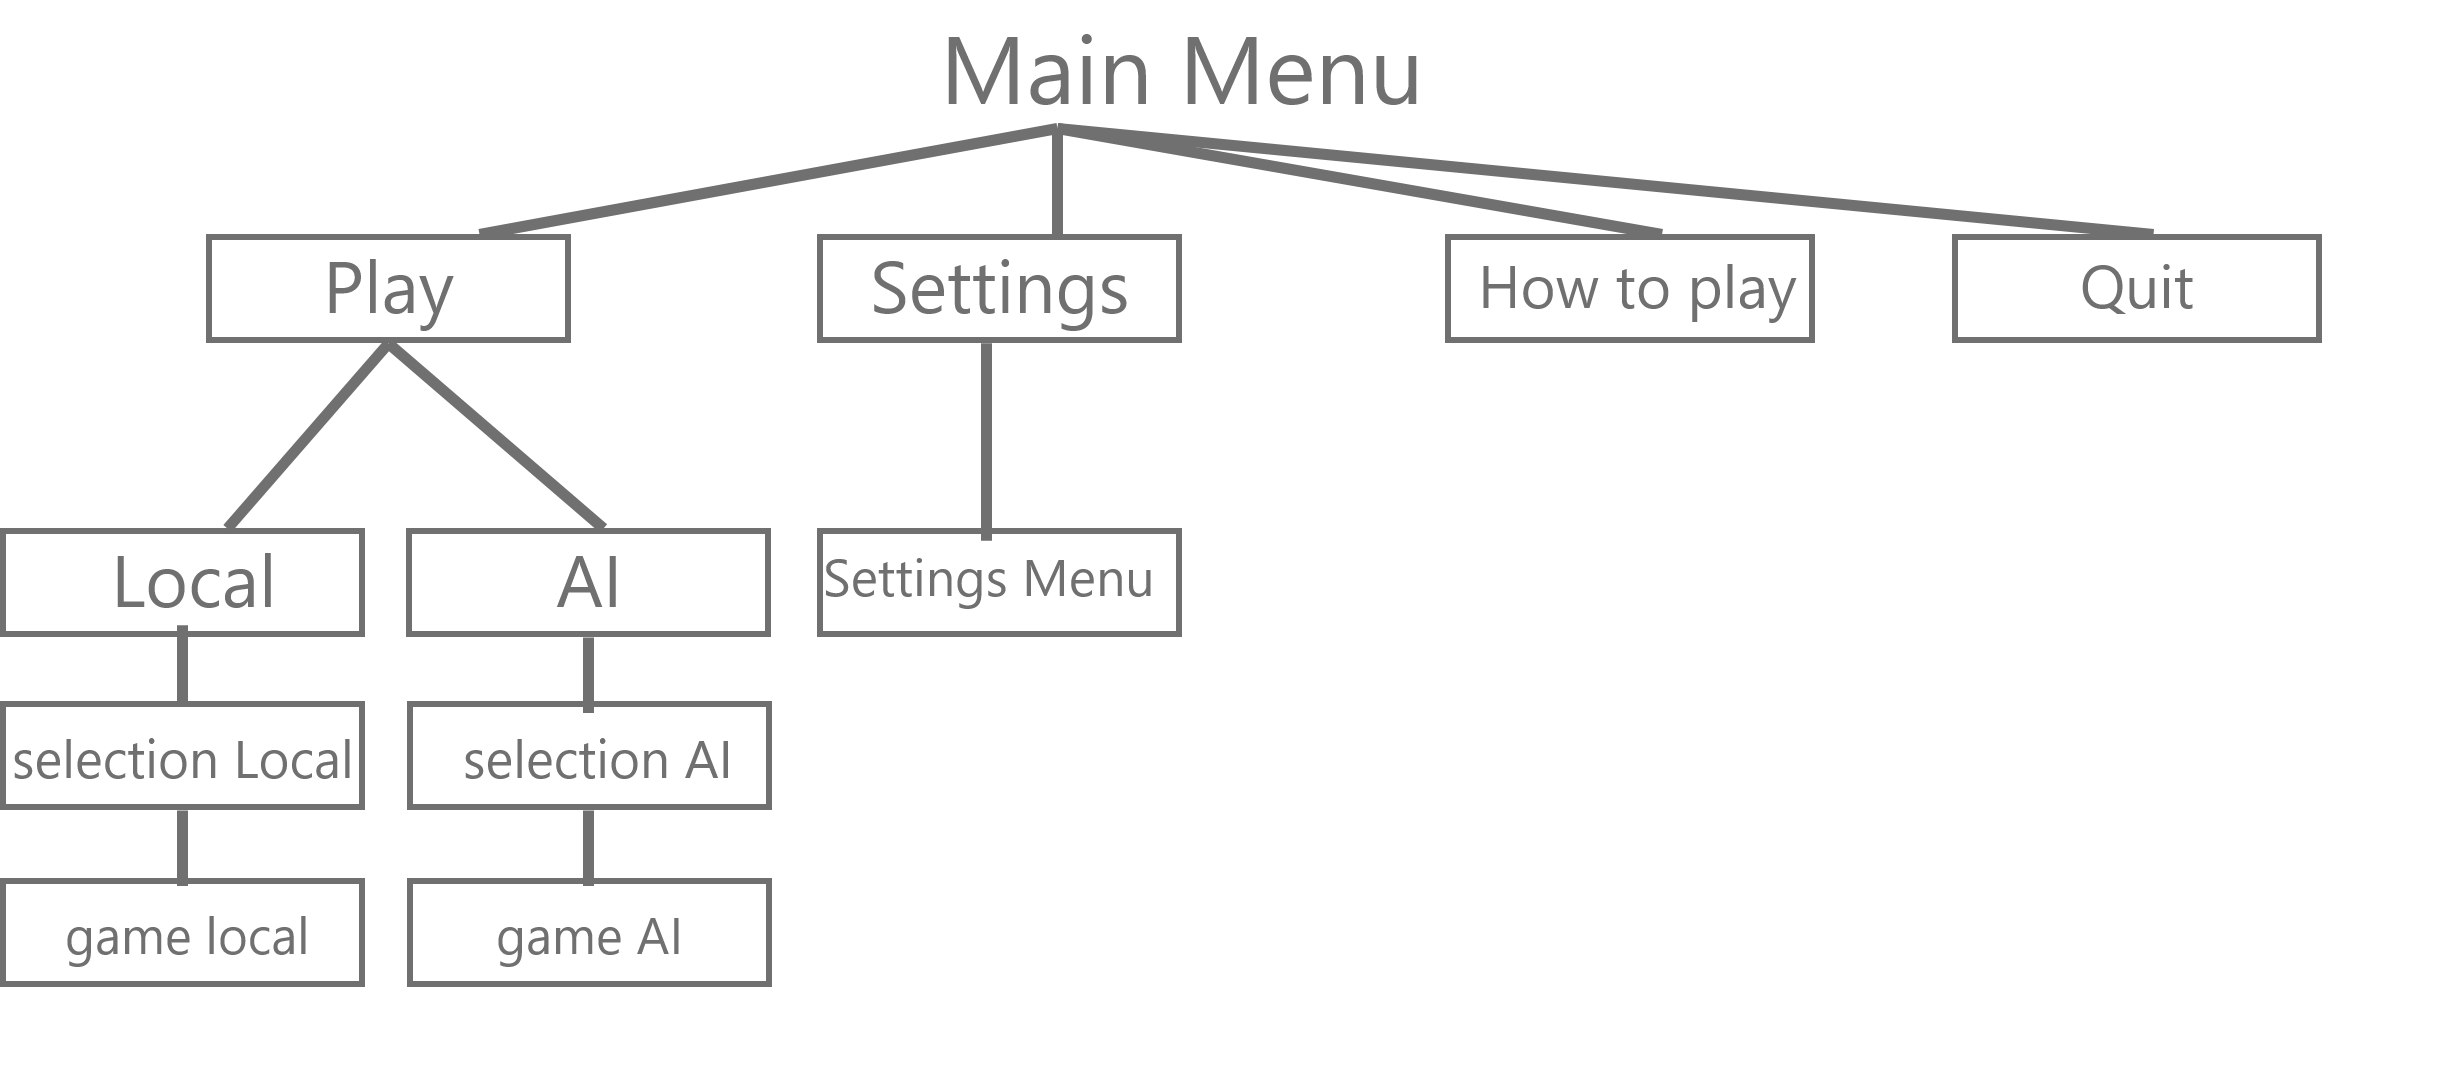 Main Menu
Play
Settings
How to play
Quit
Local
AI
Settings Menu
selection Local
selection AI
game local
game AI